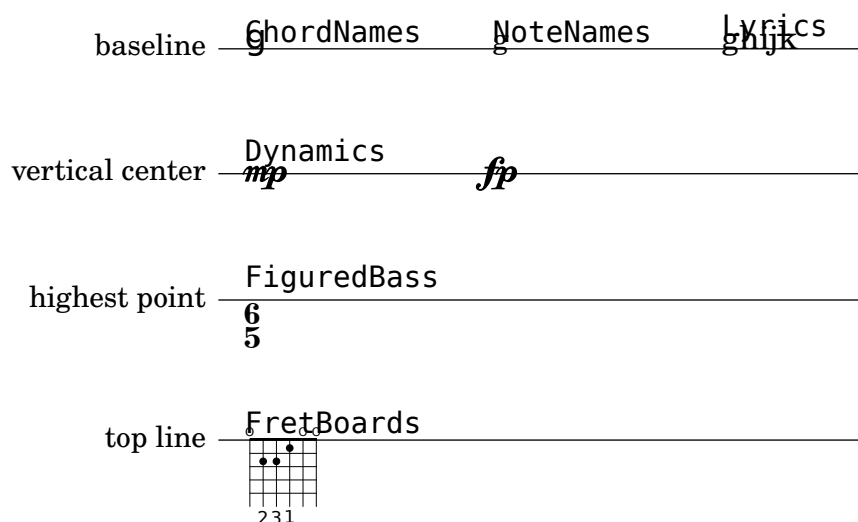 ChordNames NoteNames Lyrics
baseline g g ghijk
Dynamics
vertical center mp fp
FiguredBass
highest point
6
5
FretBoards
top line
o o o
231